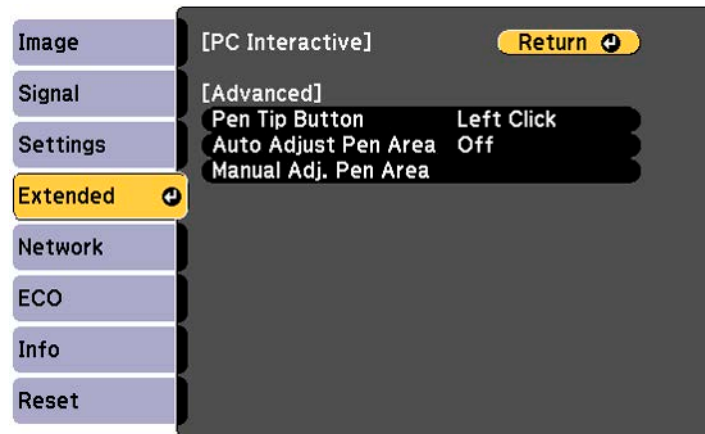 Image
Signal
Settings
Extended
Network
ECO
Info
Reset
[PC Interactive]
Return
[Advanced]
Pen Tip Button Left Click
Auto Adjust Pen Area Off
Manual Adj. Pen Area